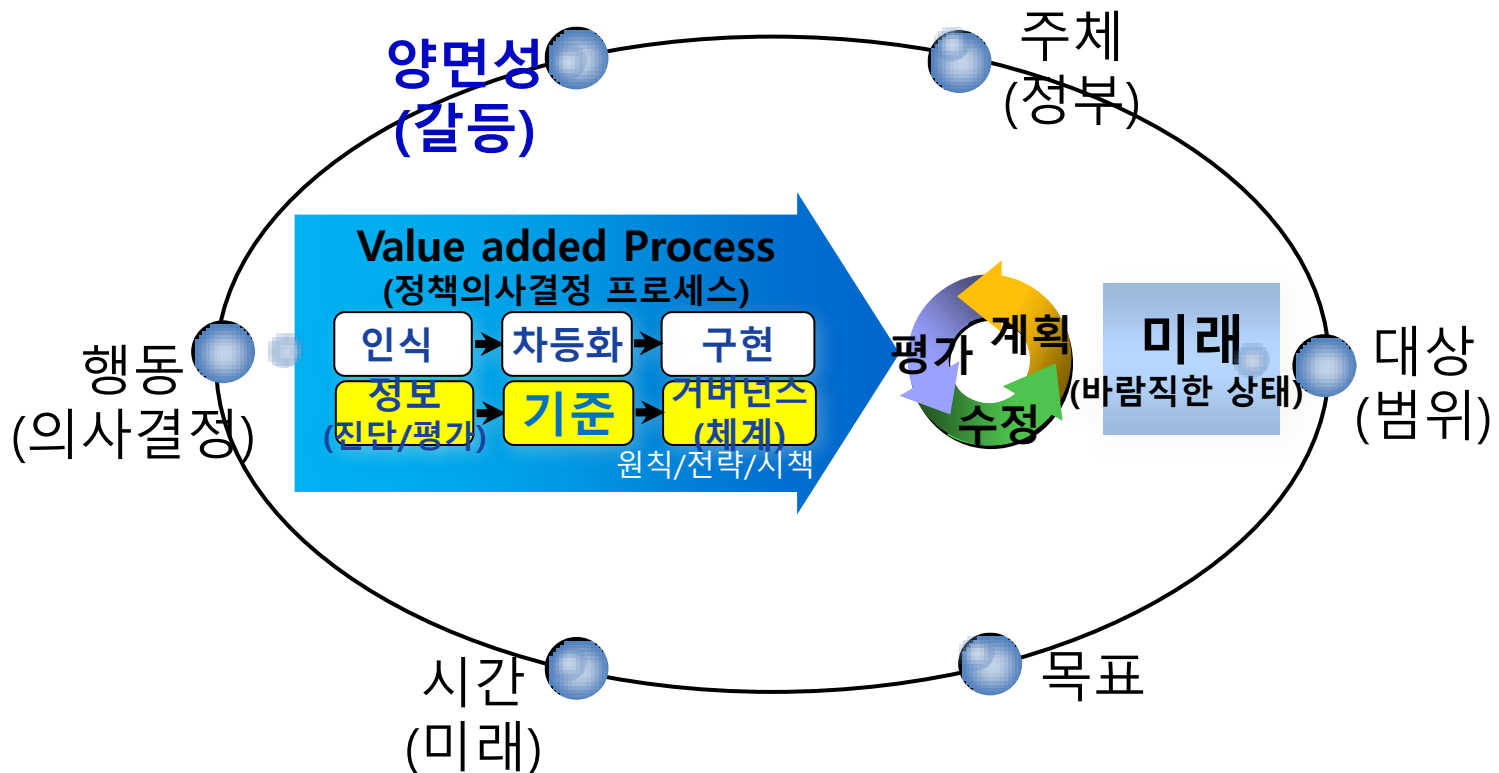 양면성
(갈등)
주체
(정부)
Value added Process
(정책의사결정 프로세스)
인식
차등화
구현
정보
(진단/평가)
기준
거버넌스
(체계)
원칙/전략/시책
평가
계획
수정
미래
(바람직한 상태)
행동
(의사결정)
대상
(범위)
시간
(미래)
목표